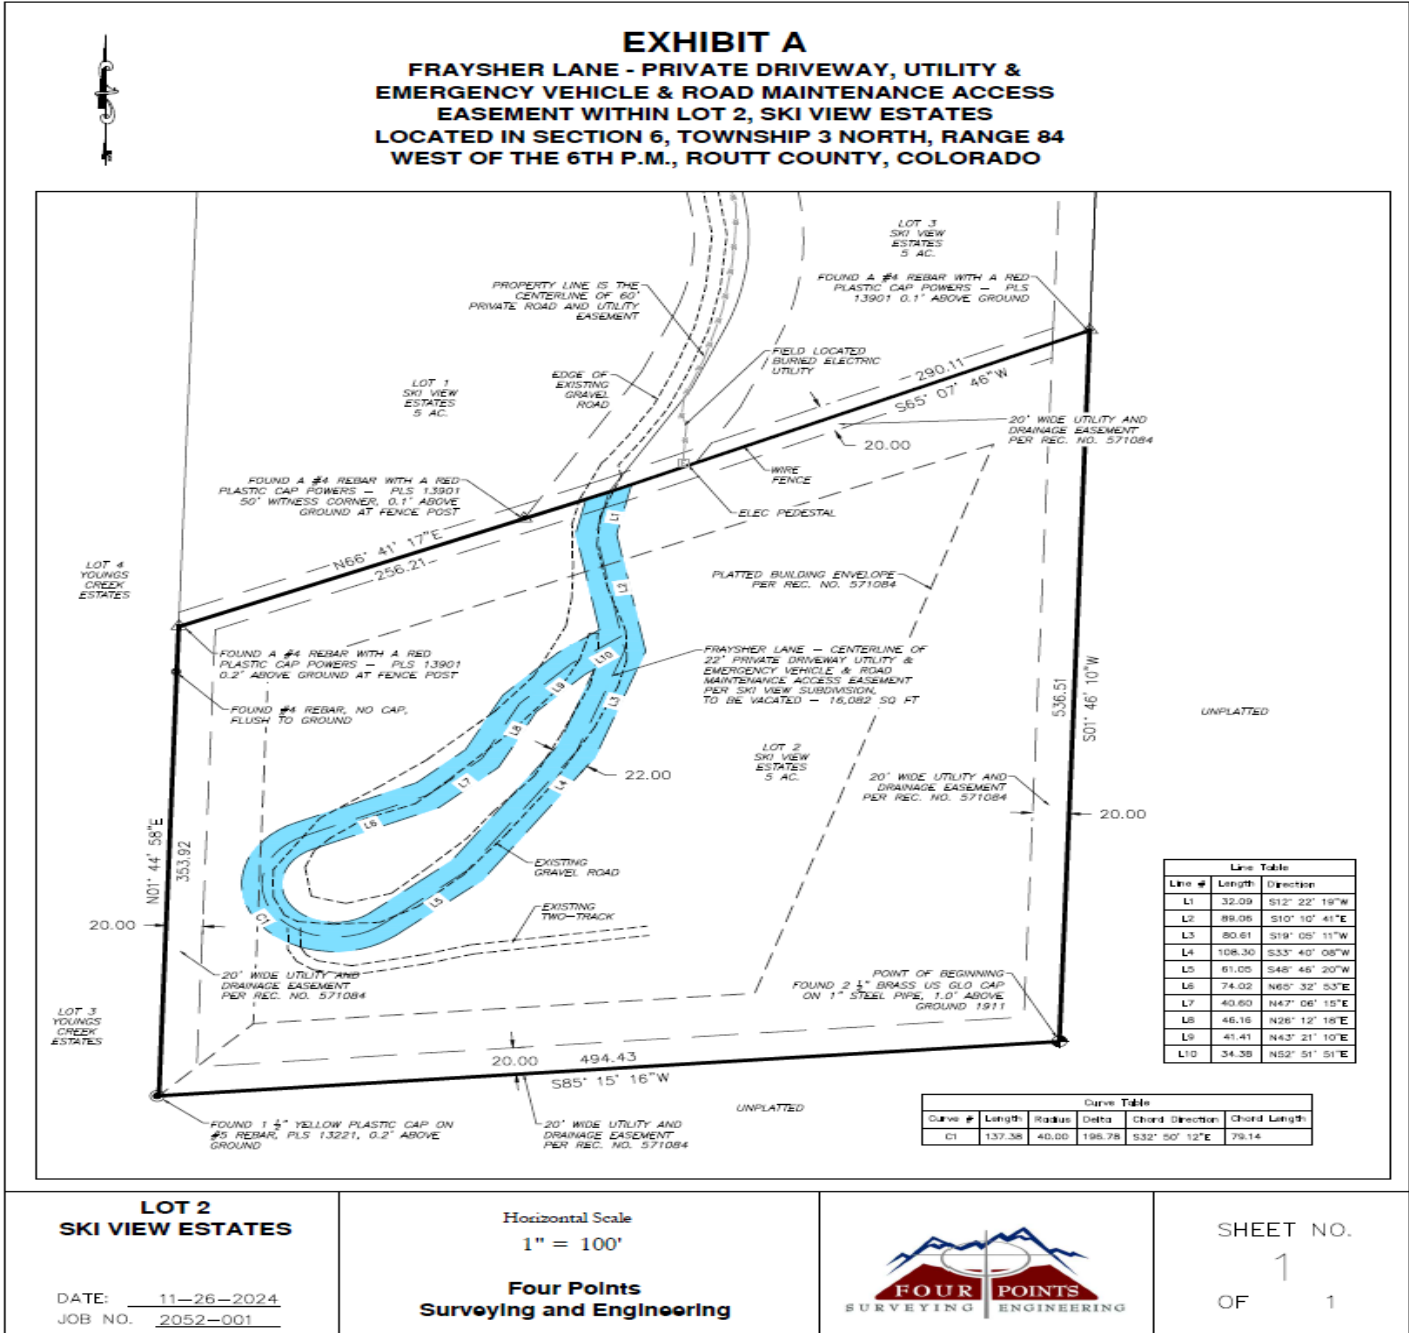 EXHIBIT A
FRAYSHER LANE - PRIVATE DRIVEWAY, UTILITY &
EMERGENCY VEHICLE & ROAD MAINTENANCE ACCESS
EASEMENT WITHIN LOT 2, SKI VIEW ESTATES
LOCATED IN SECTION 6, TOWNSHIP 3 NORTH, RANGE 84
WEST OF THE 6TH P.M., ROUTT COUNTY, COLORADO
LOT 3
SKI VIEW
ESTATES
5 AC.
PROPERTY LINE IS THE
CENTERLINE OF 60'
PRIVATE ROAD AND UTILITY
EASEMENT
FOUND A #4 REBAR WITH A RED
PLASTIC CAP POWERS – PLS
13901 0.1' ABOVE GROUND
FIELD LOCATED
BURIED ELECTRIC
UTILITY
EDGE OF
EXISTING
GRAVEL
ROAD
LOT 1
SKI VIEW
ESTATES
5 AC.
290.11
S65° 07' 46"W
20' WIDE UTILITY AND
DRAINAGE EASEMENT
PER REC. NO. 571084
20.00
WIRE
FENCE
FOUND A #4 REBAR WITH A RED
PLASTIC CAP POWERS – PLS 13901
50' WITNESS CORNER, 0.1' ABOVE
GROUND AT FENCE POST
ELEC PEDESTAL
L1
N66° 41' 17"E
256.21
LOT 4
YOUNGS
CREEK
ESTATES
L2
PLATTED BUILDING ENVELOPE
PER REC. NO. 571084
FOUND A #4 REBAR WITH A RED
PLASTIC CAP POWERS – PLS 13901
0.2' ABOVE GROUND AT FENCE POST
L10
FRAYSHER LANE – CENTERLINE OF
22' PRIVATE DRIVEWAY UTILITY &
EMERGENCY VEHICLE & ROAD
MAINTENANCE ACCESS EASEMENT
PER SKI VIEW SUBDIVISION,
TO BE VACATED – 16,082 SQ FT
FOUND #4 REBAR, NO CAP,
FLUSH TO GROUND
L9
L3
L8
536.51
S01° 46' 10"W
UNPLATTED
LOT 2
SKI VIEW
ESTATES
5 AC.
22.00
L7
L4
20' WIDE UTILITY AND
DRAINAGE EASEMENT
PER REC. NO. 571084
20.00
L6
N01° 44' 58"E
353.92
EXISTING
GRAVEL ROAD
L5
C1
EXISTING
TWO–TRACK
20.00
20' WIDE UTILITY AND
DRAINAGE EASEMENT
PER REC. NO. 571084
POINT OF BEGINNING
FOUND 2 ½" BRASS US GLO CAP
ON 1" STEEL PIPE, 1.0' ABOVE
GROUND 1911
LOT 3
YOUNGS
CREEK
ESTATES
20.00 494.43
S85° 15' 16"W
UNPLATTED
FOUND 1 ½" YELLOW PLASTIC CAP ON
#5 REBAR, PLS 13221, 0.2' ABOVE
GROUND
20' WIDE UTILITY AND
DRAINAGE EASEMENT
PER REC. NO. 571084
Line Table
Line # Length Direction
L1 32.09 S12° 22' 19"W
L2 89.06 S10° 10' 41"E
L3 80.61 S19° 05' 11"W
L4 108.30 S33° 40' 08"W
L5 61.05 S48° 46' 20"W
L6 74.02 N65° 32' 53"E
L7 40.60 N47° 06' 15"E
L8 46.16 N26° 12' 18"E
L9 41.41 N43° 21' 10"E
L10 34.38 N52° 51' 51"E
Curve Table
Curve # Length Radius Delta Chord Direction Chord Length
C1 137.38 40.00 196.78 S32° 50' 12"E 79.14
LOT 2
SKI VIEW ESTATES
DATE: 11–26–2024
JOB NO. 2052–001
Horizontal Scale
1" = 100'
Four Points
Surveying and Engineering
FOUR POINTS
SURVEYING ENGINEERING
SHEET NO.
1
OF 1